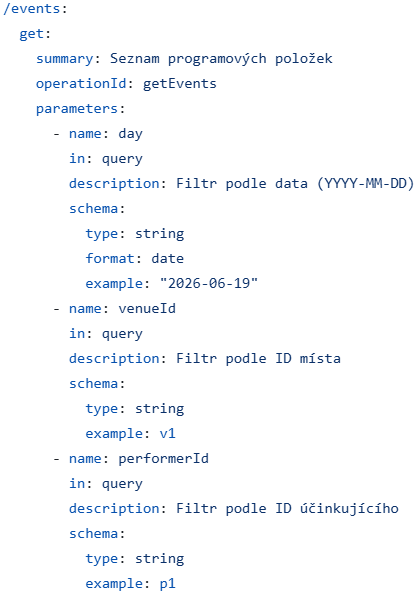 /events:
  get:
    summary: Seznam programových položek
    operationId: getEvents
    parameters:
      - name: day
        in: query
        description: Filtr podle data (YYYY-MM-DD)
        schema:
          type: string
          format: date
          example: "2026-06-19"
      - name: venueId
        in: query
        description: Filtr podle ID místa
        schema:
          type: string
          example: v1
      - name: performerId
        in: query
        description: Filtr podle ID účinkujícího
        schema:
          type: string
          example: p1